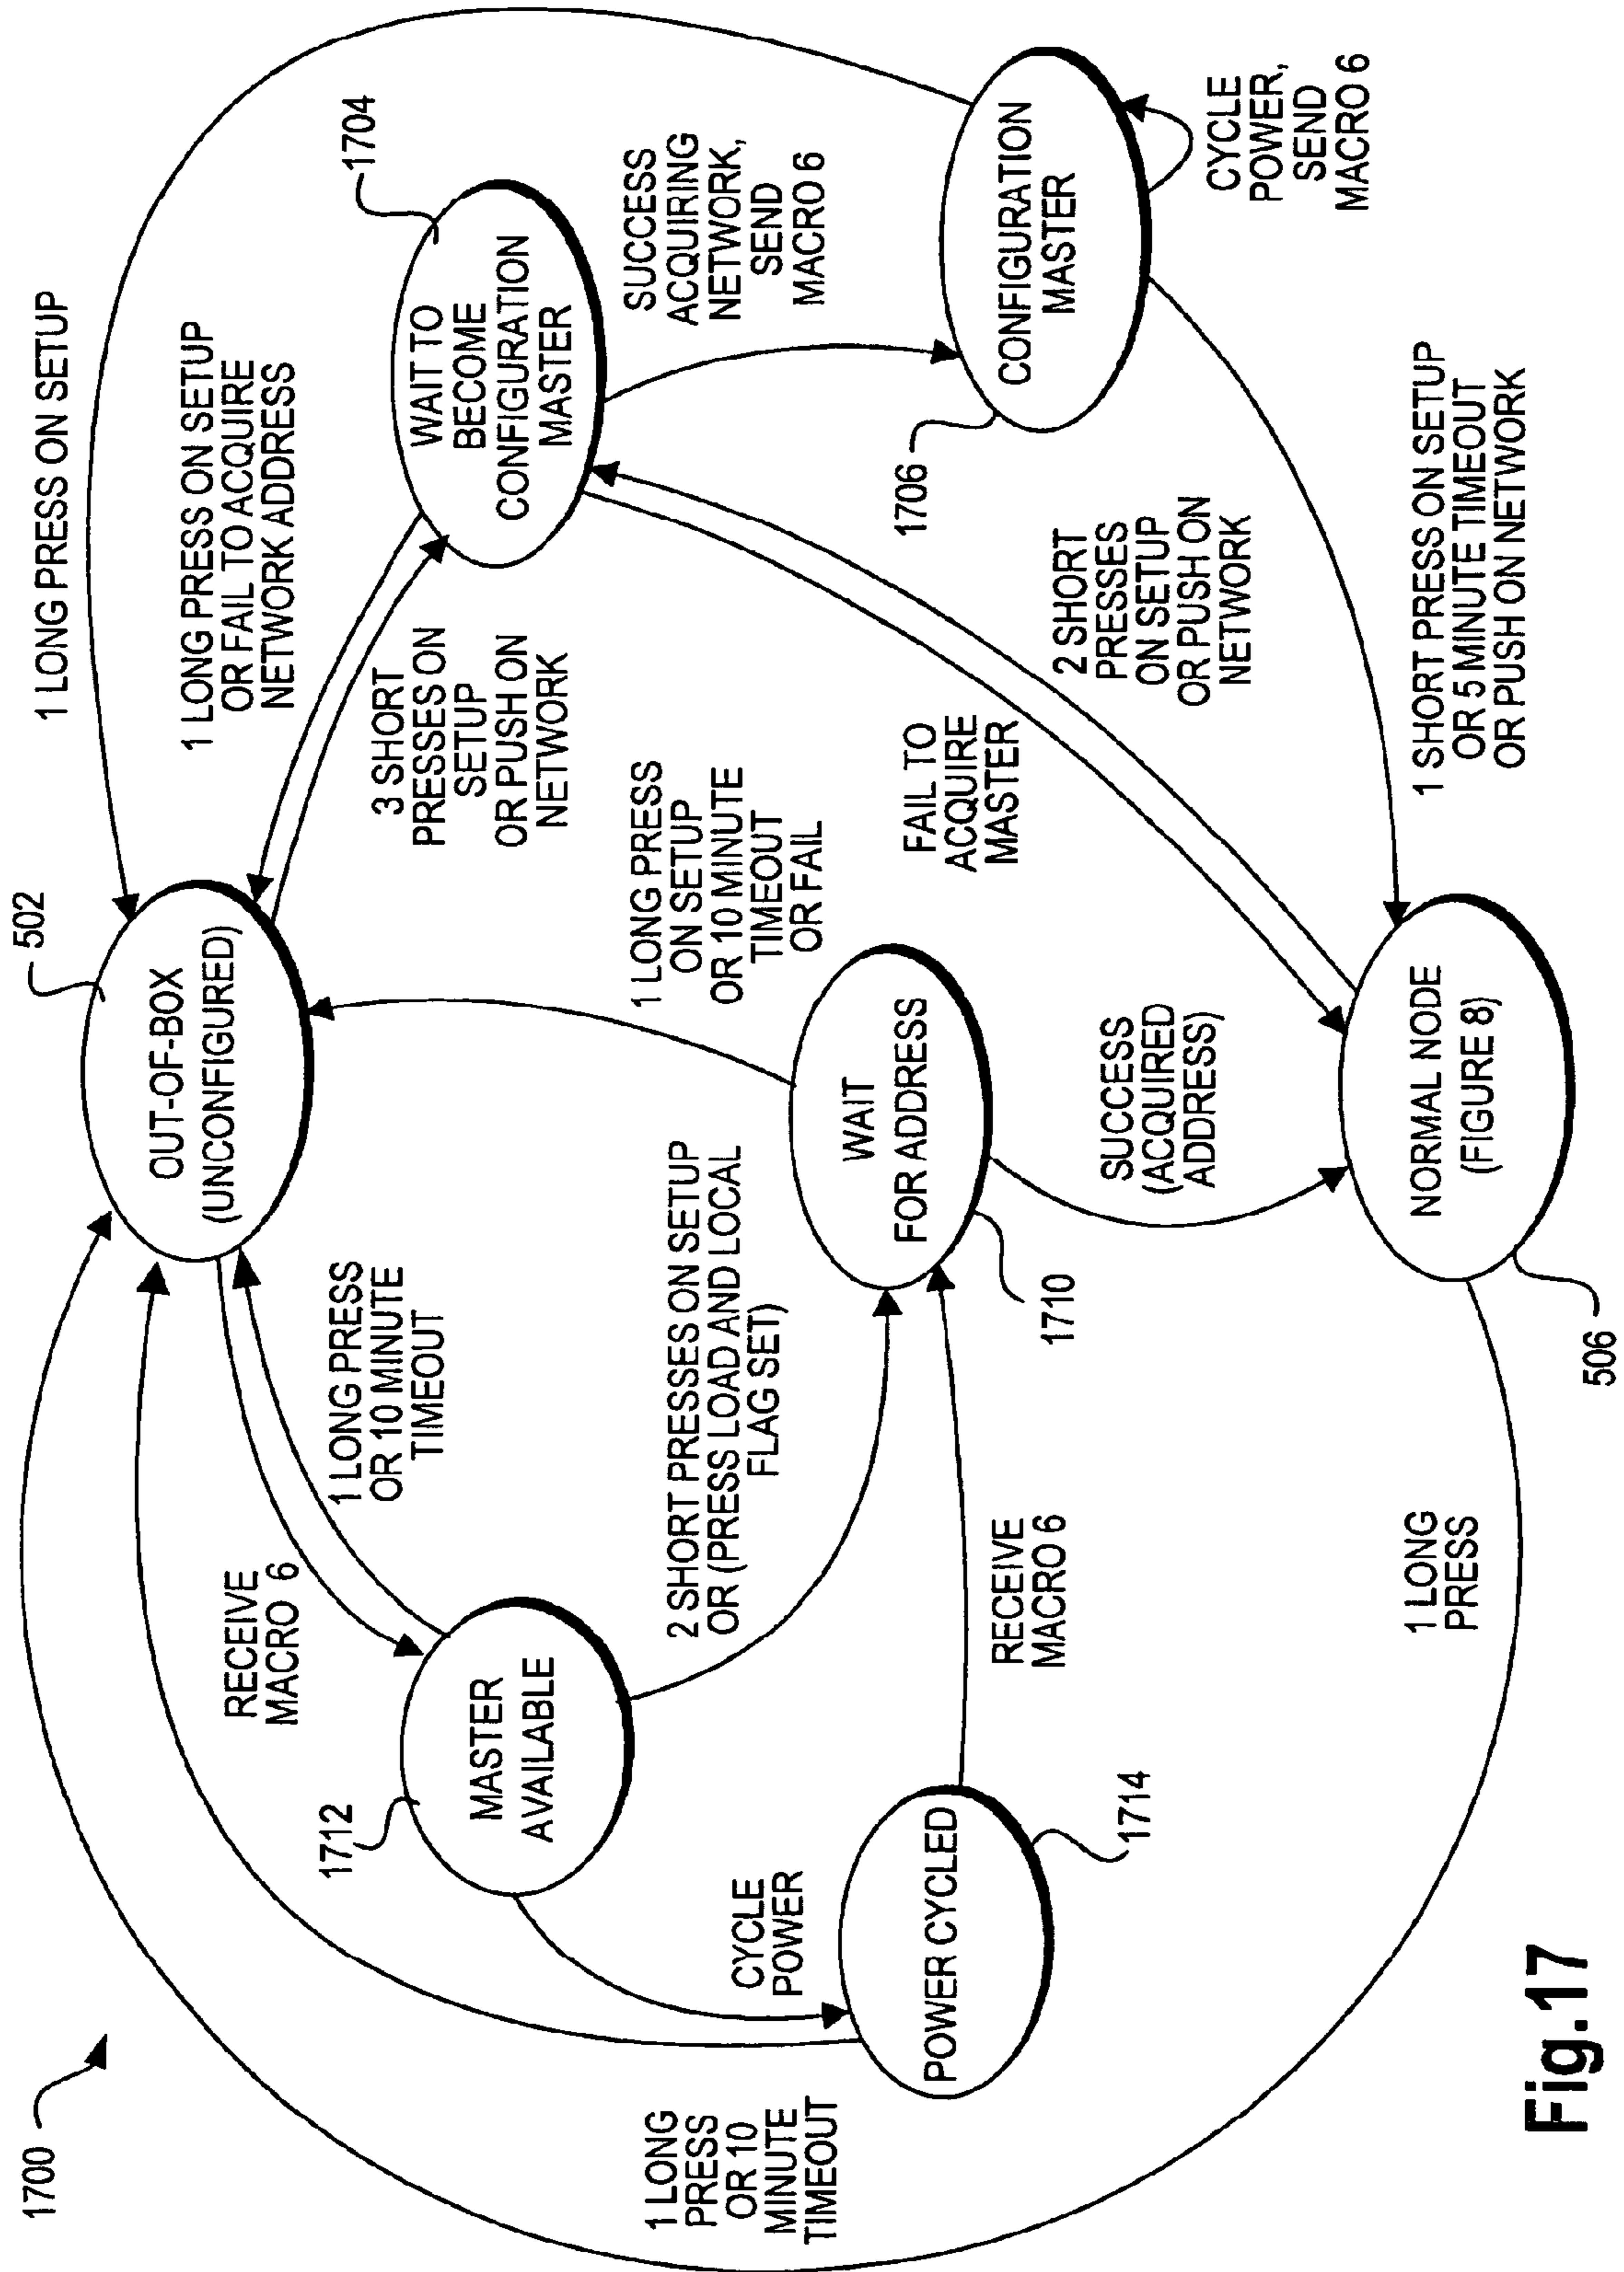 1700
1 LONG PRESS ON SETUP
502
OUT-OF-BOX
(UNCONFIGURED)
1 LONG PRESS ON SETUP
OR FAIL TO ACQUIRE
NETWORK ADDRESS
1704
WAIT TO
BECOME
CONFIGURATION
MASTER
3 SHORT
PRESSES ON
SETUP
OR PUSH ON
NETWORK
SUCCESS
ACQUIRING
NETWORK,
SEND
MACRO 6
RECEIVE
MACRO 6
1 LONG PRESS
OR 10 MINUTE
TIMEOUT
1712
MASTER
AVAILABLE
1 LONG PRESS
ON SETUP
OR 10 MINUTE
TIMEOUT
OR FAIL
2 SHORT PRESSES ON SETUP
OR (PRESS LOAD AND LOCAL
FLAG SET)
1706
CONFIGURATION
MASTER
CYCLE
POWER,
SEND
MACRO 6
CYCLE
POWER
1 LONG
PRESS
OR 10
MINUTE
TIMEOUT
POWER CYCLED
1714
RECEIVE
MACRO 6
WAIT
FOR ADDRESS
1710
FAIL TO
ACQUIRE
MASTER
2 SHORT
PRESSES
ON SETUP
OR PUSH ON
NETWORK
SUCCESS
(ACQUIRED
ADDRESS)
1 SHORT PRESS ON SETUP
OR 5 MINUTE TIMEOUT
OR PUSH ON NETWORK
NORMAL NODE
(FIGURE 8)
506
1 LONG
PRESS
Fig.17